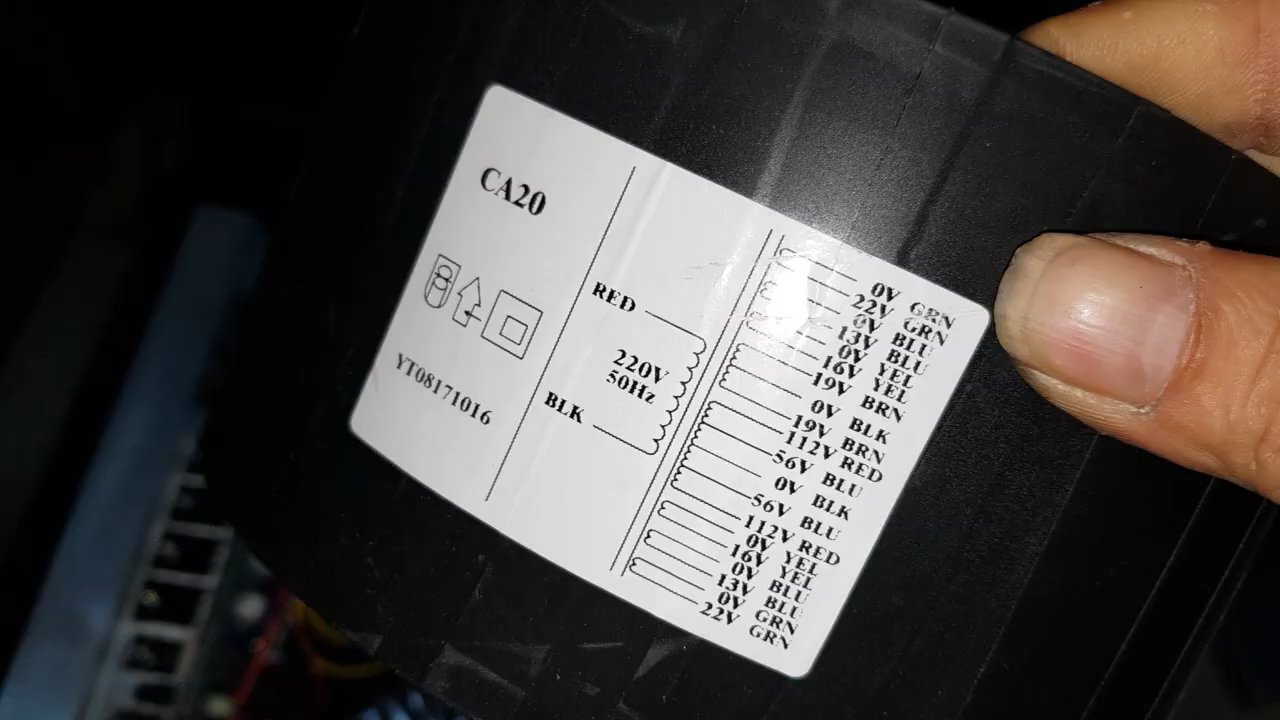 CA20
YT08171016
RED
220V
50Hz
BLK
0V GRN
22V GRN
0V BLU
13V BLU
0V YEL
16V YEL
19V BRN
0V BLK
19V BRN
112V RED
56V BLU
0V BLK
56V BLU
112V RED
0V YEL
16V YEL
0V BLU
13V BLU
0V GRN
22V GRN